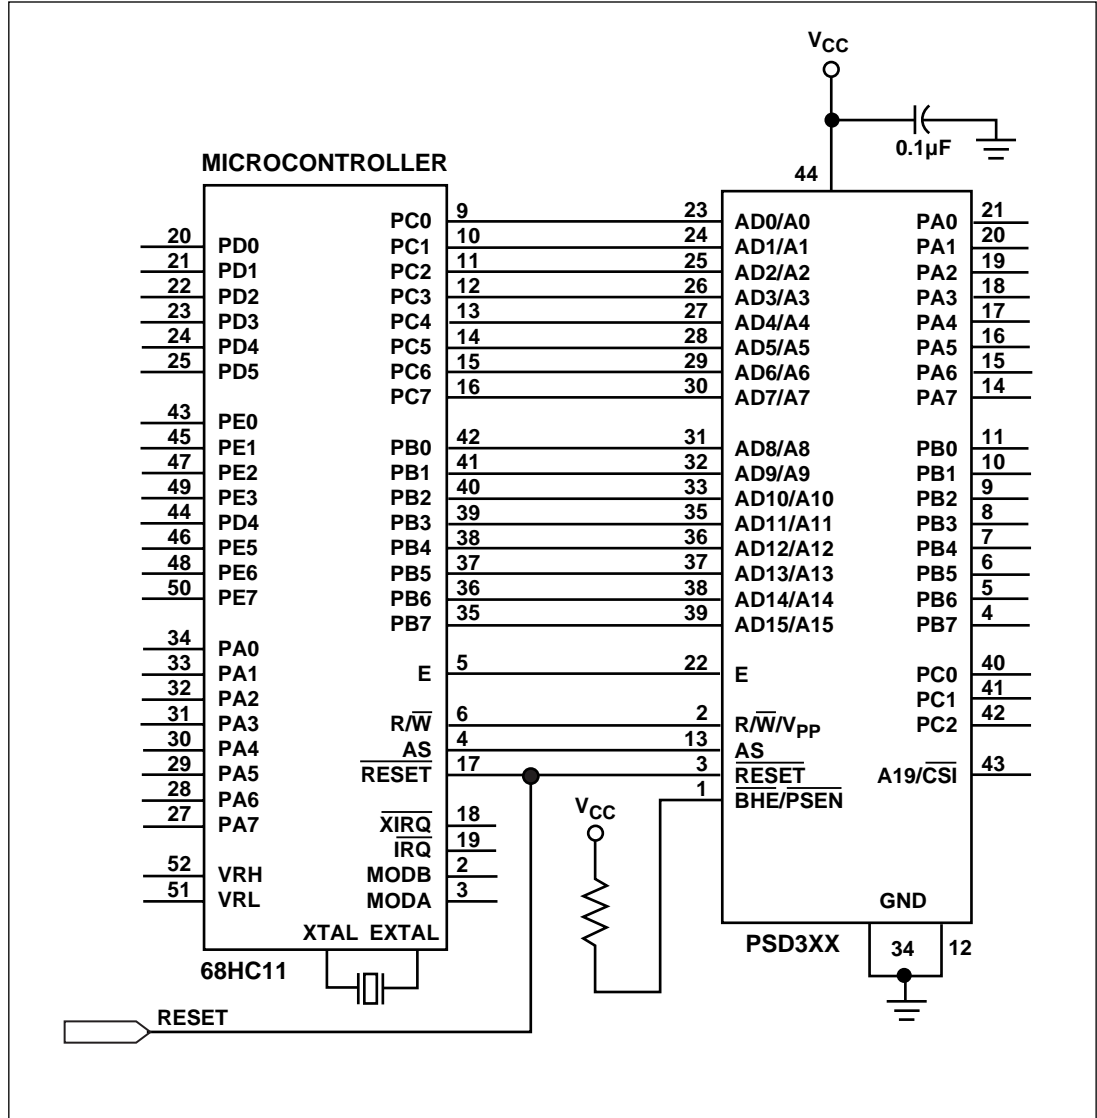 VCC
0.1µF
44
MICROCONTROLLER
20 PD0
21 PD1
22 PD2
23 PD3
24 PD4
25 PD5
43 PE0
45 PE1
47 PE2
49 PE3
44 PD4
46 PE5
48 PE6
50 PE7
34 PA0
33 PA1
32 PA2
31 PA3
30 PA4
29 PA5
28 PA6
27 PA7
52 VRH
51 VRL
PC0 9
PC1 10
PC2 11
PC3 12
PC4 13
PC5 14
PC6 15
PC7 16
PB0 42
PB1 41
PB2 40
PB3 39
PB4 38
PB5 37
PB6 36
PB7 35
E 5
R/W̅ 6
AS 4
R̅E̅S̅E̅T̅ 17
X̅I̅R̅Q̅ 18
I̅R̅Q̅ 19
MODB 2
MODA 3
XTAL EXTAL
68HC11
RESET
VCC
23 AD0/A0
24 AD1/A1
25 AD2/A2
26 AD3/A3
27 AD4/A4
28 AD5/A5
29 AD6/A6
30 AD7/A7
31 AD8/A8
32 AD9/A9
33 AD10/A10
35 AD11/A11
36 AD12/A12
37 AD13/A13
38 AD14/A14
39 AD15/A15
22 E
2 R/W̅/VPP
13 AS
3 R̅E̅S̅E̅T̅
1 B̅H̅E̅/P̅S̅E̅N̅
PA0 21
PA1 20
PA2 19
PA3 18
PA4 17
PA5 16
PA6 15
PA7 14
PB0 11
PB1 10
PB2 9
PB3 8
PB4 7
PB5 6
PB6 5
PB7 4
PC0 40
PC1 41
PC2 42
A19/C̅S̅I̅ 43
GND
PSD3XX
34 12